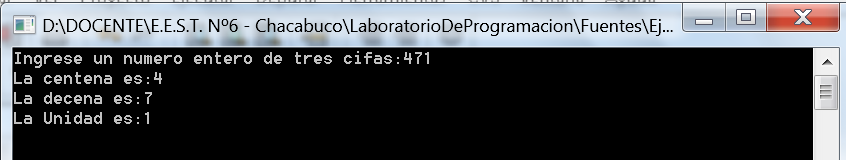 D:\DOCENTE\E.E.S.T. Nº6 - Chacabuco\LaboratorioDeProgramacion\Fuentes\Ej...
Ingrese un numero entero de tres cifas:471
La centena es:4
La decena es:7
La Unidad es:1